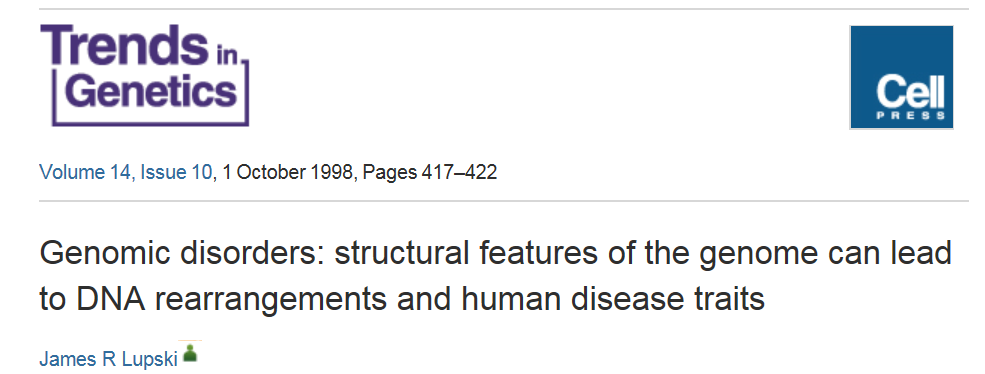 Trends in
Genetics
Cell
PRESS
Volume 14, Issue 10, 1 October 1998, Pages 417–422
Genomic disorders: structural features of the genome can lead
to DNA rearrangements and human disease traits
James R Lupski